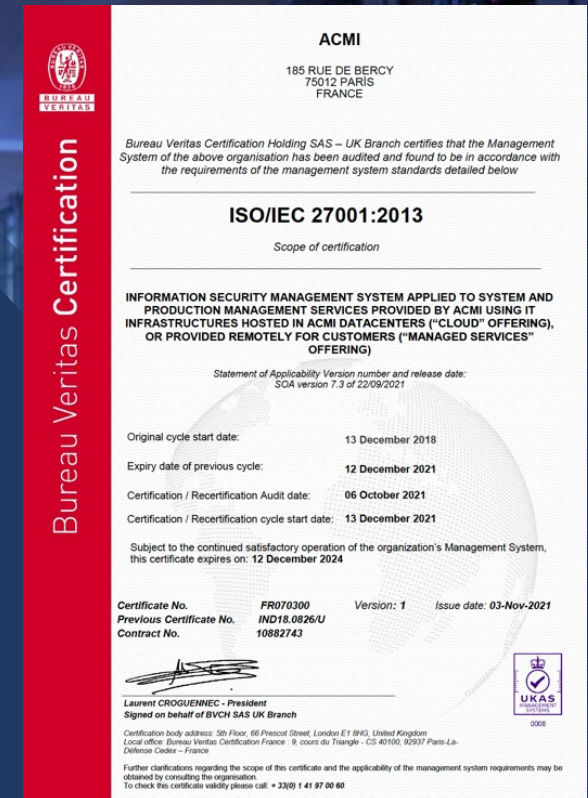 BUREAU
VERITAS
Bureau Veritas Certification
ACMI
185 RUE DE BERCY
75012 PARIS
FRANCE
Bureau Veritas Certification Holding SAS – UK Branch certifies that the Management
System of the above organisation has been audited and found to be in accordance with
the requirements of the management system standards detailed below
ISO/IEC 27001:2013
Scope of certification
INFORMATION SECURITY MANAGEMENT SYSTEM APPLIED TO SYSTEM AND
PRODUCTION MANAGEMENT SERVICES PROVIDED BY ACMI USING IT
INFRASTRUCTURES HOSTED IN ACMI DATACENTERS (“CLOUD” OFFERING),
OR PROVIDED REMOTELY FOR CUSTOMERS (“MANAGED SERVICES”
OFFERING)
Statement of Applicability Version number and release date:
SOA version 7.3 of 22/09/2021
Original cycle start date: 13 December 2018
Expiry date of previous cycle: 12 December 2021
Certification / Recertification Audit date: 06 October 2021
Certification / Recertification cycle start date: 13 December 2021
Subject to the continued satisfactory operation of the organization's Management System,
this certificate expires on: 12 December 2024
Certificate No. FR070300 Version: 1 Issue date: 03-Nov-2021
Previous Certificate No. IND18.0826/U
Contract No. 10882743
Laurent CROGUENNEC - President
Signed on behalf of BVCH SAS UK Branch
UKAS
MANAGEMENT
SYSTEMS
0008
Certification body address: 5th Floor, 66 Prescot Street, London E1 8HG, United Kingdom
Local office: Bureau Veritas Certification France : 9, cours du Triangle - CS 40100, 92937 Paris-La-
Défense Cedex – France
Further clarifications regarding the scope of this certificate and the applicability of the management system requirements may be
obtained by consulting the organisation.
To check this certificate validity please call: + 33(0) 1 41 97 00 60.